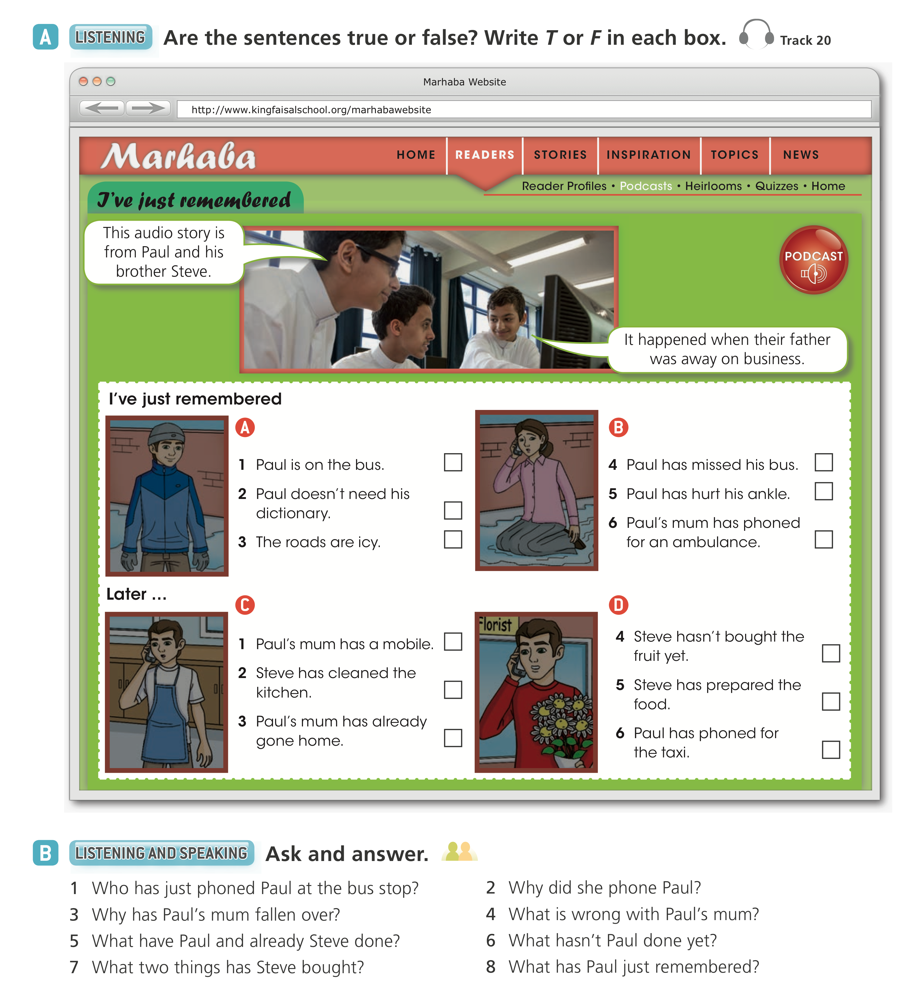 A LISTENING Are the sentences true or false? Write T or F in each box. Track 20
Marhaba Website
http://www.kingfaisalschool.org/marhabawebsite
Marhaba HOME READERS STORIES INSPIRATION TOPICS NEWS
Reader Profiles • Podcasts • Heirlooms • Quizzes • Home
I've just remembered
This audio story is
from Paul and his
brother Steve.
PODCAST
It happened when their father
was away on business.
I've just remembered
A
1 Paul is on the bus.
2 Paul doesn't need his
dictionary.
3 The roads are icy.
B
4 Paul has missed his bus.
5 Paul has hurt his ankle.
6 Paul's mum has phoned
for an ambulance.
Later ...
C
1 Paul's mum has a mobile.
2 Steve has cleaned the
kitchen.
3 Paul's mum has already
gone home.
Florist
D
4 Steve hasn't bought the
fruit yet.
5 Steve has prepared the
food.
6 Paul has phoned for
the taxi.
B LISTENING AND SPEAKING Ask and answer.
1 Who has just phoned Paul at the bus stop?
2 Why did she phone Paul?
3 Why has Paul's mum fallen over?
4 What is wrong with Paul's mum?
5 What have Paul and already Steve done?
6 What hasn't Paul done yet?
7 What two things has Steve bought?
8 What has Paul just remembered?